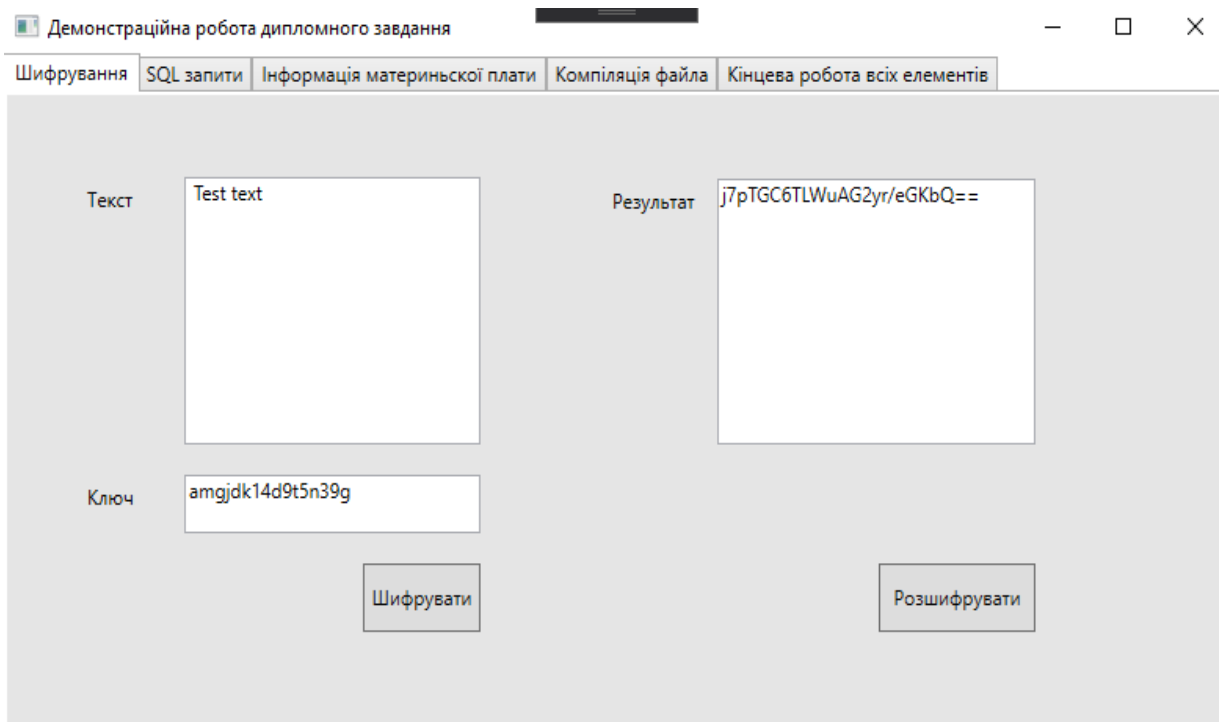 Демонстраційна робота дипломного завдання
Шифрування SQL запити Інформація материньскої плати Компіляція файла Кінцева робота всіх елементів
Текст Test text Результат j7pTGC6TLWuAG2yr/eGKbQ==
Ключ amgjdk14d9t5n39g
Шифрувати Розшифрувати